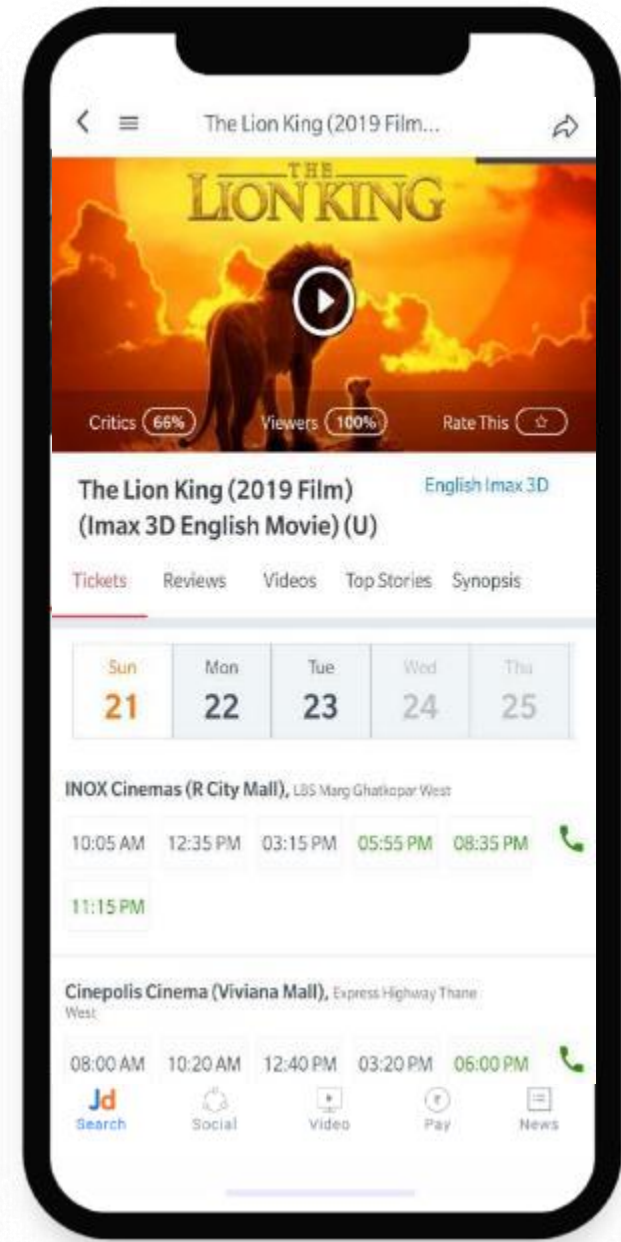 The Lion King (2019 Film...
THE
LION KING
Critics 66% Viewers 100% Rate This
The Lion King (2019 Film) English Imax 3D
(Imax 3D English Movie) (U)
Tickets Reviews Videos Top Stories Synopsis
Sun Mon Tue Wed Thu
21 22 23 24 25
INOX Cinemas (R City Mall), LBS Marg Ghatkopar West
10:05 AM 12:35 PM 03:15 PM 05:55 PM 08:35 PM
11:15 PM
Cinepolis Cinema (Viviana Mall), Express Highway Thane
West
08:00 AM 10:20 AM 12:40 PM 03:20 PM 06:00 PM
Jd
Search Social Video Pay News